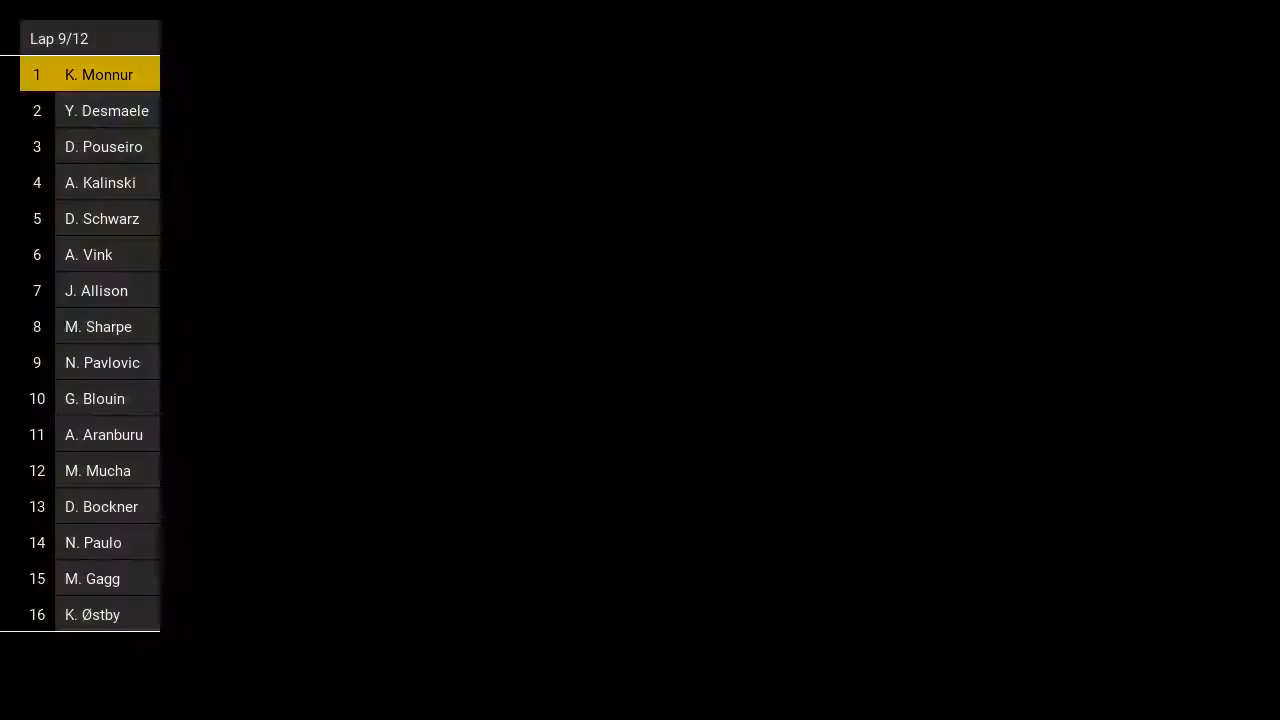 Lap 9/12
1 K. Monnur
2 Y. Desmaele
3 D. Pouseiro
4 A. Kalinski
5 D. Schwarz
6 A. Vink
7 J. Allison
8 M. Sharpe
9 N. Pavlovic
10 G. Blouin
11 A. Aranburu
12 M. Mucha
13 D. Bockner
14 N. Paulo
15 M. Gagg
16 K. Østby